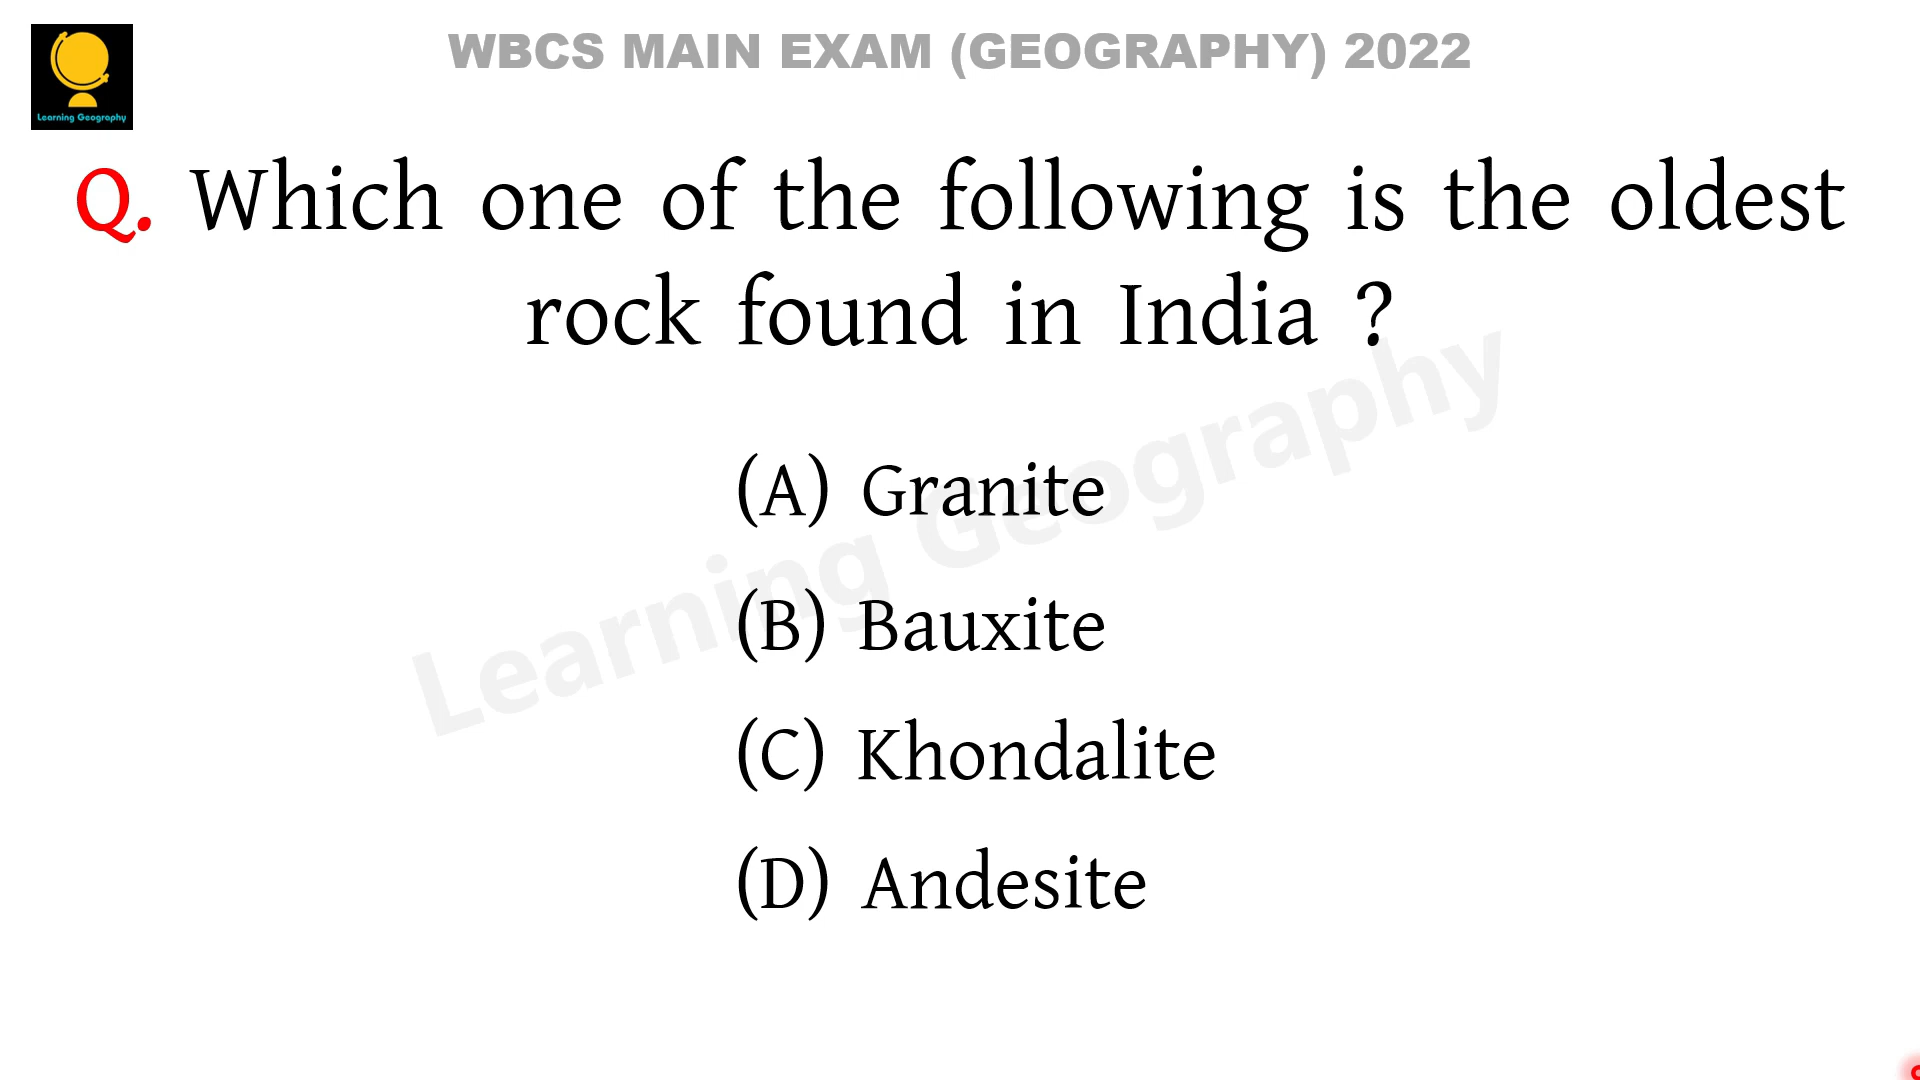 WBCS MAIN EXAM (GEOGRAPHY) 2022
Learning Geography
Q. Which one of the following is the oldest
rock found in India ?
(A) Granite
(B) Bauxite
(C) Khondalite
(D) Andesite
Learning Geography